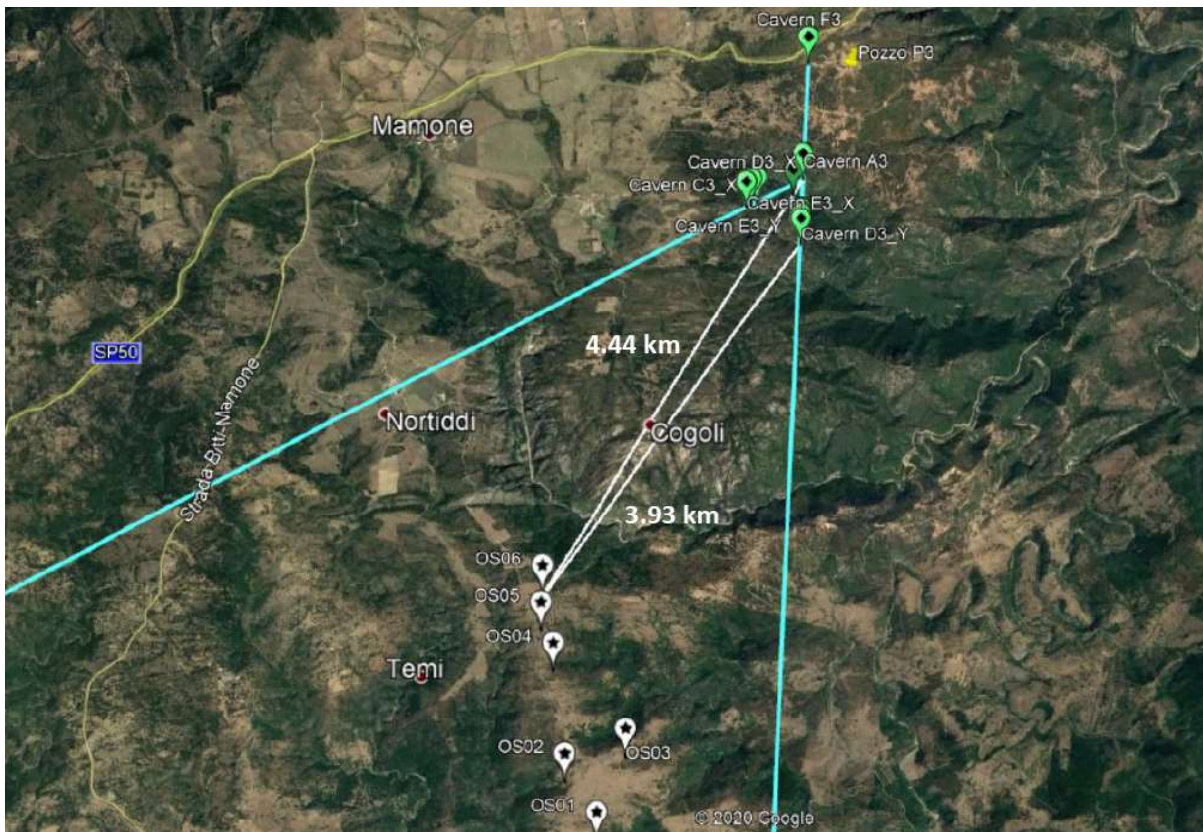 Cavern F3
Pozzo P3
Mamone
Cavern D3_X
Cavern A3
Cavern C3_X
Cavern E3_X
Cavern E3_Y
Cavern D3_Y
4.44 km
SP50
Strada Bitti-Mamone
Nortiddi
Cogoli
3.93 km
OS06
OS05
OS04
Temi
OS02
OS03
OS01
© 2020 Google